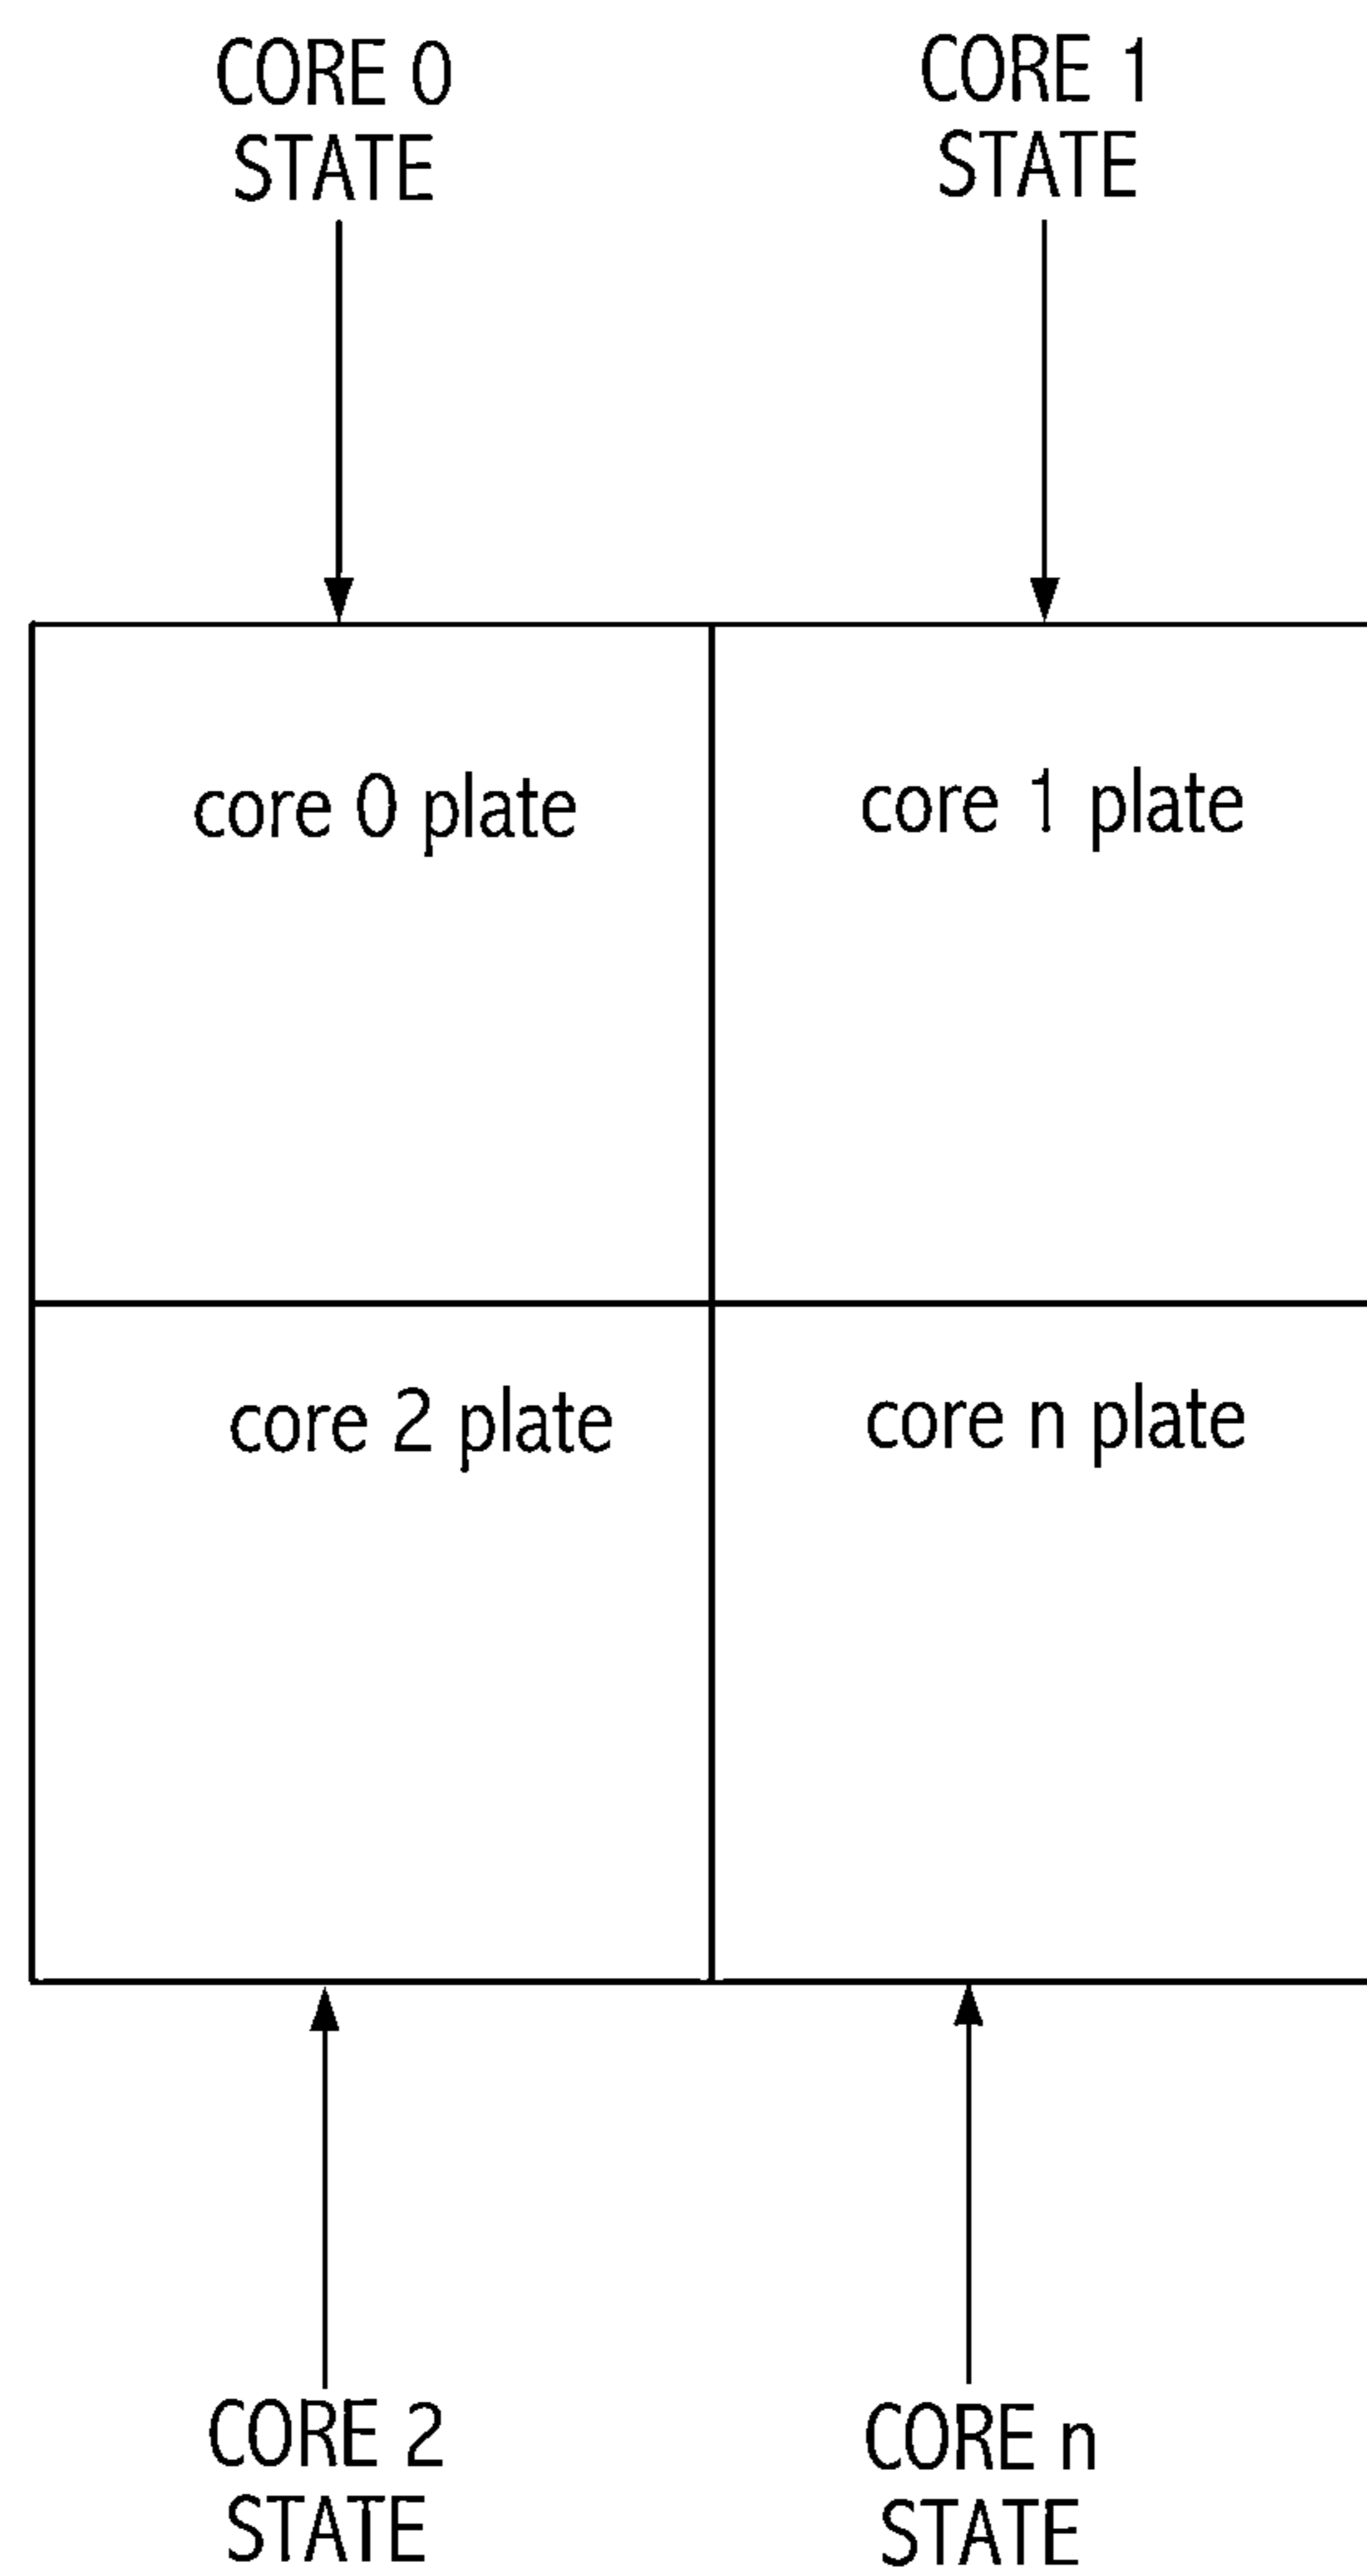 CORE 0
STATE
CORE 1
STATE
core 0 plate
core 1 plate
core 2 plate
core n plate
CORE 2
STATE
CORE n
STATE